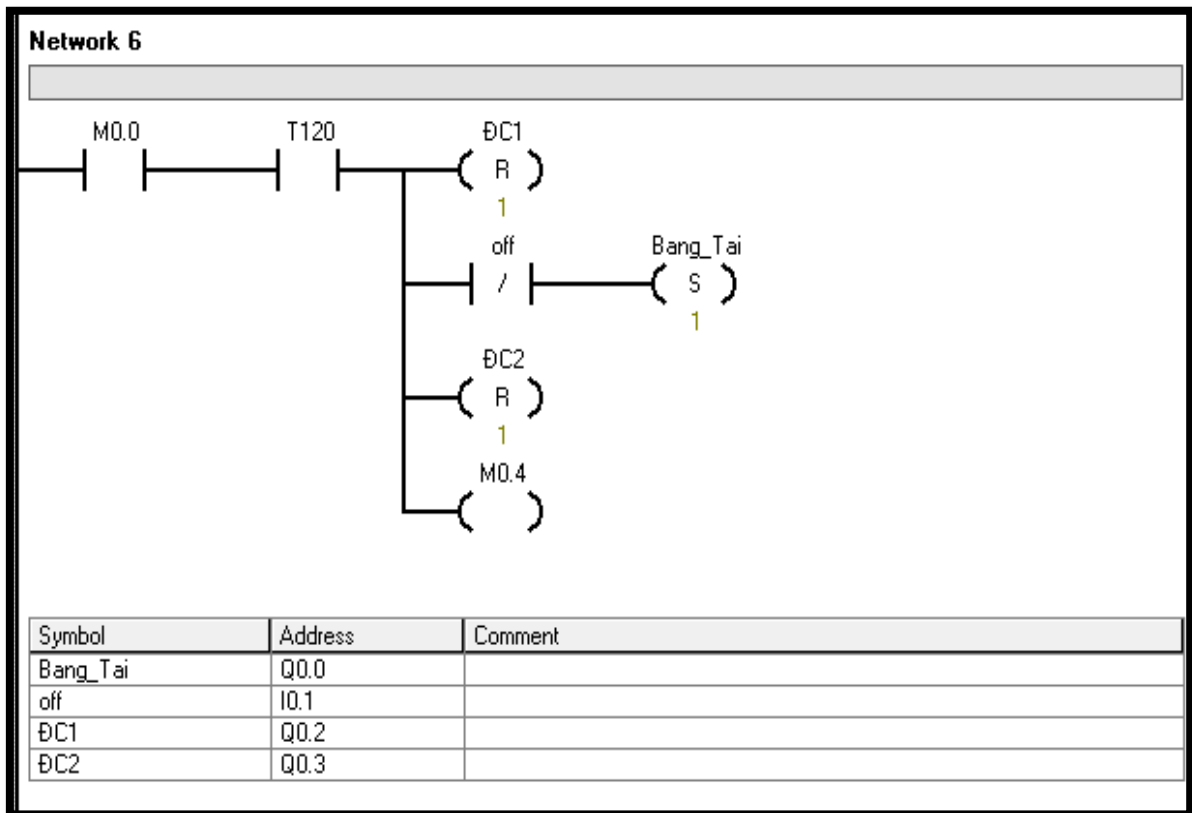 Network 6
M0.0 T120 ĐC1
R
1
off Bang_Tai
/ S
1
ĐC2
R
1
M0.4
Symbol Address Comment
Bang_Tai Q0.0
off I0.1
ĐC1 Q0.2
ĐC2 Q0.3